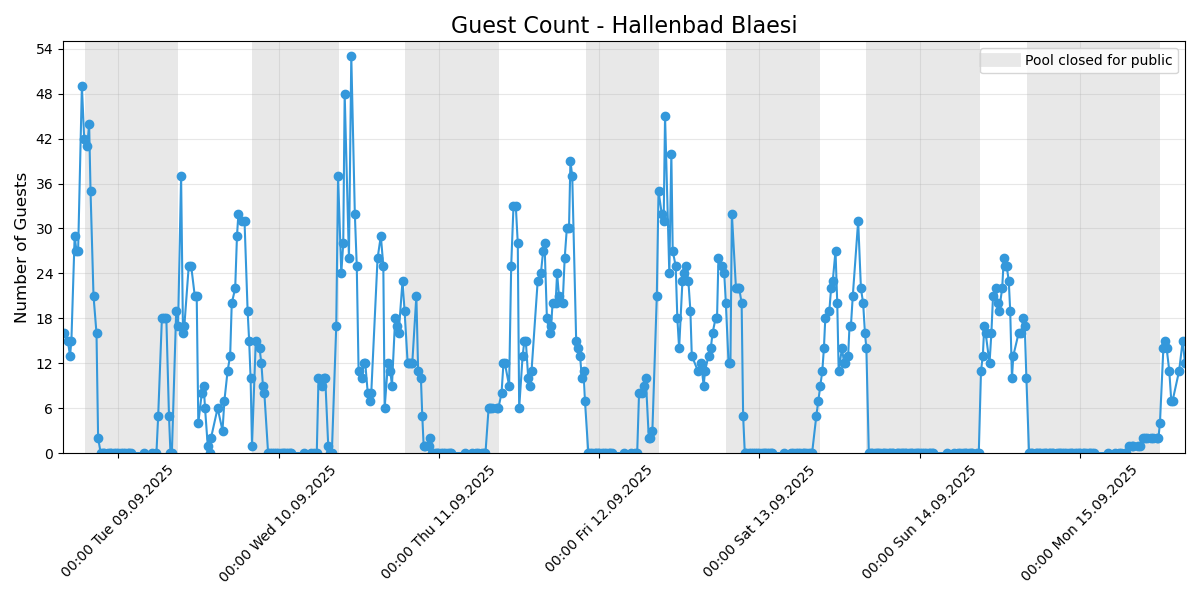 Guest Count - Hallenbad Blaesi
Pool closed for public
Number of Guests
54
48
42
36
30
24
18
12
6
0
00:00 Tue 09.09.2025
00:00 Wed 10.09.2025
00:00 Thu 11.09.2025
00:00 Fri 12.09.2025
00:00 Sat 13.09.2025
00:00 Sun 14.09.2025
00:00 Mon 15.09.2025